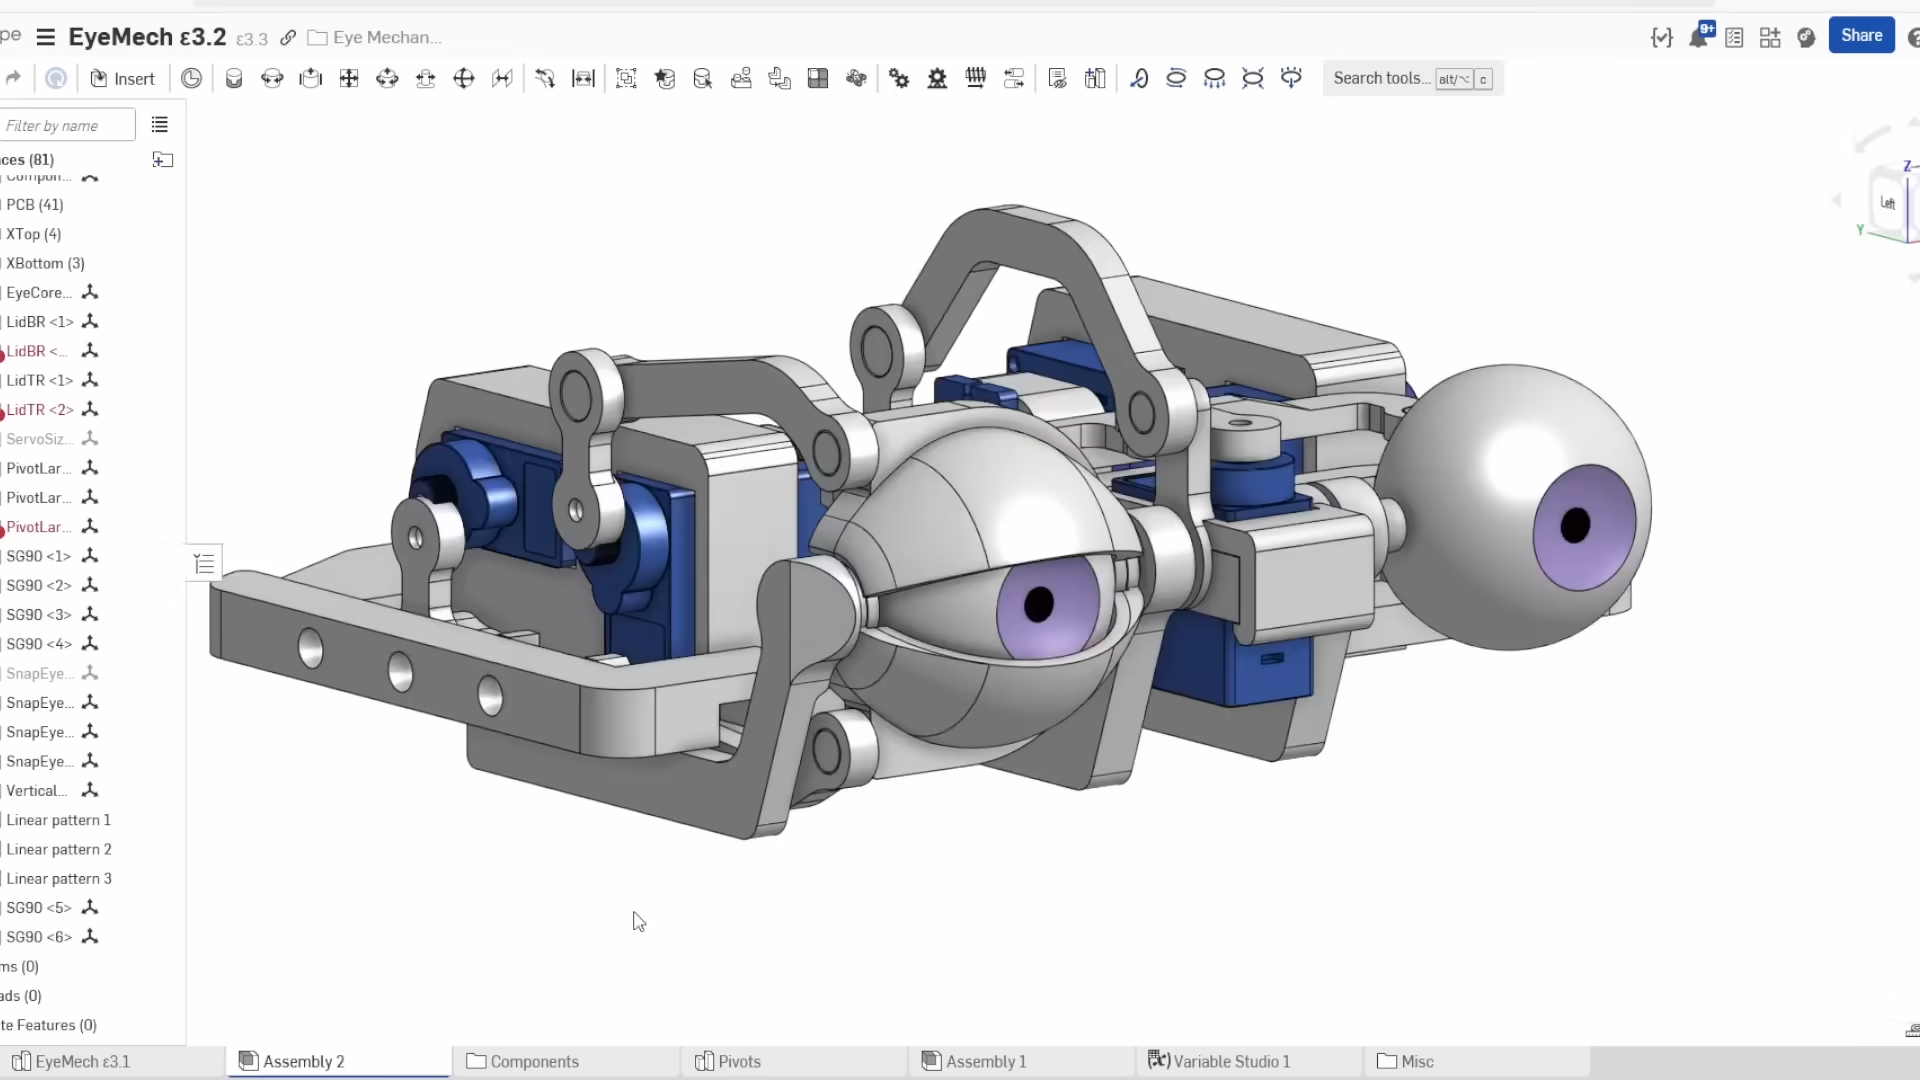 pe EyeMech ε3.2 ε3.3 Eye Mechan... 9+ Share
Insert Search tools... alt/⌥ c
Filter by name
ces (81)
Compon...
PCB (41)
XTop (4)
XBottom (3)
EyeCore...
LidBR <1>
LidBR <...
LidTR <1>
LidTR <2>
ServoSiz...
PivotLar...
PivotLar...
PivotLar...
SG90 <1>
SG90 <2>
SG90 <3>
SG90 <4>
SnapEye...
SnapEye...
SnapEye...
SnapEye...
Vertical...
Linear pattern 1
Linear pattern 2
Linear pattern 3
SG90 <5>
SG90 <6>
ms (0)
ads (0)
te Features (0)
Z
Left
Y
EyeMech ε3.1 Assembly 2 Components Pivots Assembly 1 Variable Studio 1 Misc